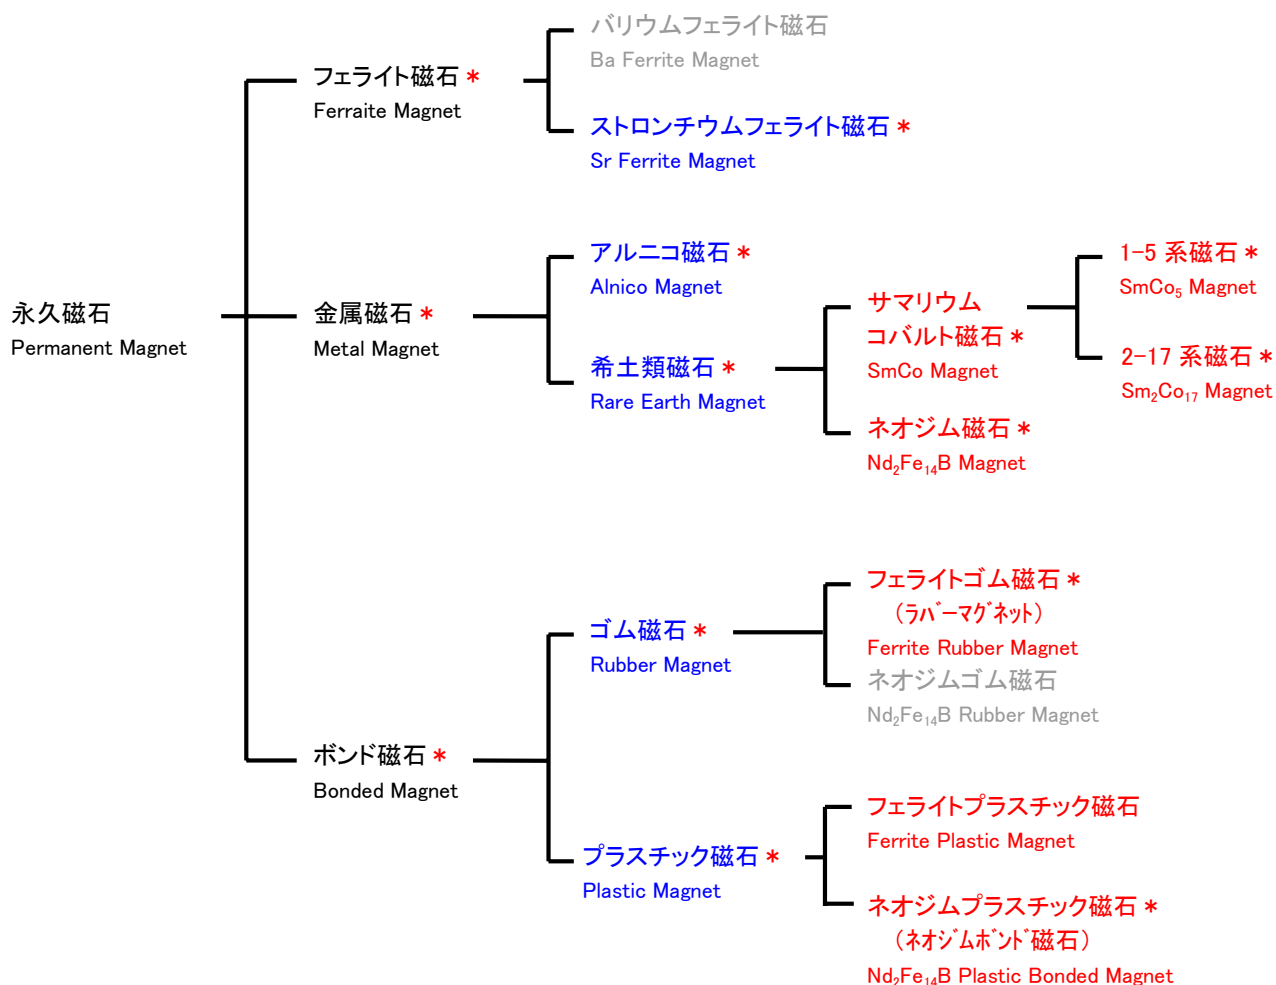 バリウムフェライト磁石
Ba Ferrite Magnet
フェライト磁石 *
Ferraite Magnet
ストロンチウムフェライト磁石 *
Sr Ferrite Magnet
永久磁石
Permanent Magnet
金属磁石 *
Metal Magnet
アルニコ磁石 *
Alnico Magnet
希土類磁石 *
Rare Earth Magnet
サマリウム
コバルト磁石 *
SmCo Magnet
1-5 系磁石 *
SmCo₅ Magnet
2-17 系磁石 *
Sm₂Co₁₇ Magnet
ネオジム磁石 *
Nd₂Fe₁₄B Magnet
ボンド磁石 *
Bonded Magnet
ゴム磁石 *
Rubber Magnet
フェライトゴム磁石 *
（ラバーマグネット）
Ferrite Rubber Magnet
ネオジムゴム磁石
Nd₂Fe₁₄B Rubber Magnet
プラスチック磁石 *
Plastic Magnet
フェライトプラスチック磁石
Ferrite Plastic Magnet
ネオジムプラスチック磁石 *
（ネオジムボンド磁石）
Nd₂Fe₁₄B Plastic Bonded Magnet